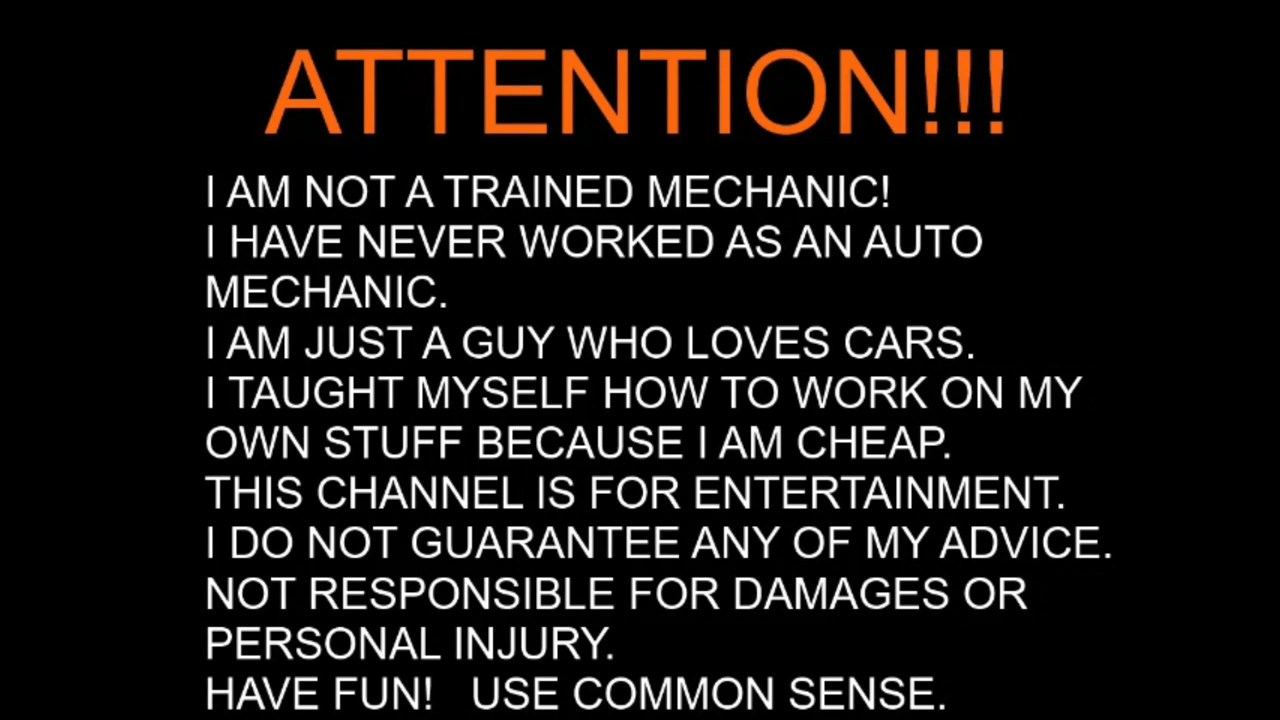 ATTENTION!!!
I AM NOT A TRAINED MECHANIC!
I HAVE NEVER WORKED AS AN AUTO
MECHANIC.
I AM JUST A GUY WHO LOVES CARS.
I TAUGHT MYSELF HOW TO WORK ON MY
OWN STUFF BECAUSE I AM CHEAP.
THIS CHANNEL IS FOR ENTERTAINMENT.
I DO NOT GUARANTEE ANY OF MY ADVICE.
NOT RESPONSIBLE FOR DAMAGES OR
PERSONAL INJURY.
HAVE FUN!   USE COMMON SENSE.